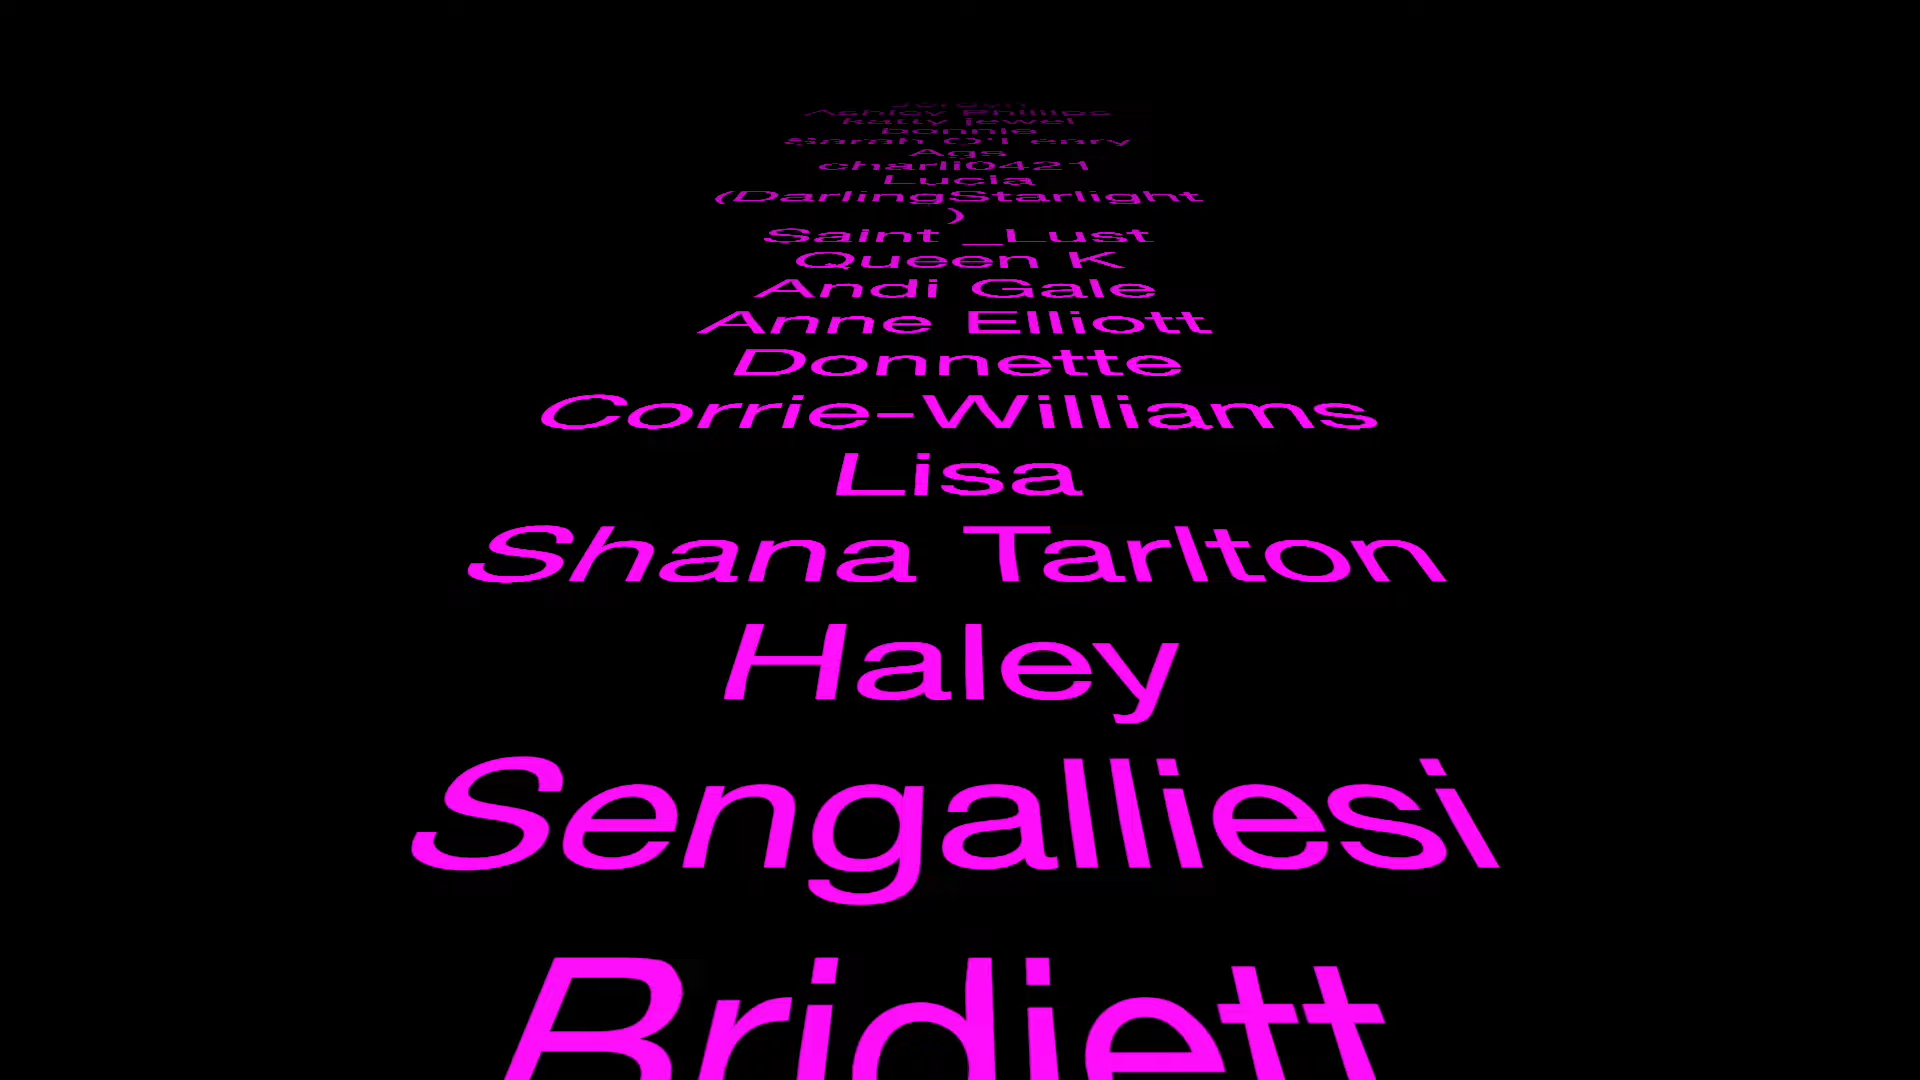 Ashley Phillips
katty jewel
bonnie
Sarah O'Leary
Ags
charli0421
Lucia
(DarlingStarlight
)
Saint _Lust
Queen K
Andi Gale
Anne Elliott
Donnette
Corrie-Williams
Lisa
Shana Tarlton
Haley
Sengalliesi
Bridiett